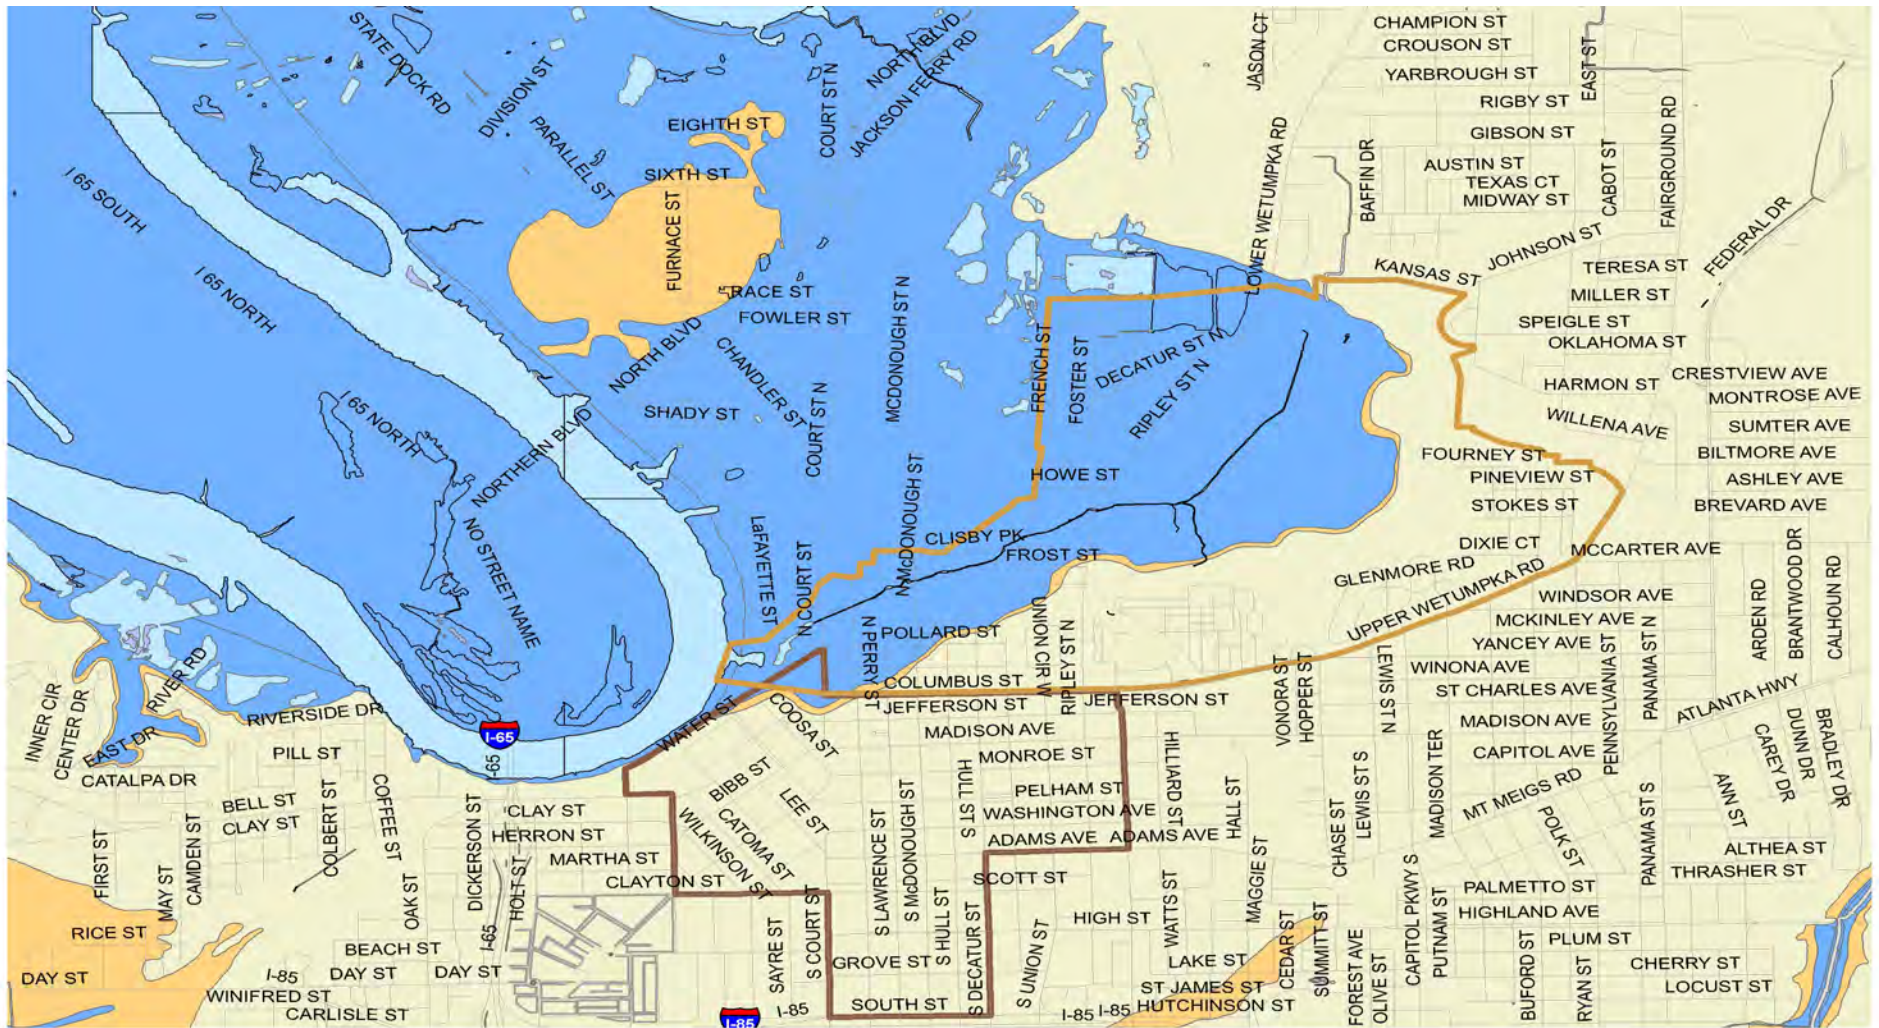 CHAMPION ST
CROUSON ST
YARBROUGH ST
RIGBY ST
GIBSON ST
AUSTIN ST
TEXAS CT
MIDWAY ST
JASON CT
EAST ST
STATE DOCK RD
DIVISION ST
PARALLEL ST
EIGHTH ST
SIXTH ST
FURNACE ST
COURT ST N
NORTH BLVD
JACKSON FERRY RD
LOWER WETUMPKA RD
BAFFIN DR
CABOT ST
FAIRGROUND RD
FEDERAL DR
I 65 SOUTH
I 65 NORTH
RACE ST
FOWLER ST
KANSAS ST
JOHNSON ST
TERESA ST
MILLER ST
SPEIGLE ST
OKLAHOMA ST
HARMON ST
CRESTVIEW AVE
MONTROSE AVE
WILLENA AVE
SUMTER AVE
BILTMORE AVE
ASHLEY AVE
BREVARD AVE
NORTH BLVD
CHANDLER ST
SHADY ST
COURT ST N
MCDONOUGH ST N
FRENCH ST
FOSTER ST
DECATUR ST N
RIPLEY ST N
I 65 NORTH
NORTHERN BLVD
NO STREET NAME
HOWE ST
CLISBY PK
FROST ST
FOURNEY ST
PINEVIEW ST
STOKES ST
DIXIE CT
MCCARTER AVE
GLENMORE RD
UPPER WETUMPKA RD
WINDSOR AVE
MCKINLEY AVE
YANCEY AVE
WINONA AVE
ST CHARLES AVE
MADISON AVE
CAPITOL AVE
ARDEN RD
BRANTWOOD DR
CALHOUN RD
LaFAYETTE ST
N COURT ST
N McDONOUGH ST
N PERRY ST
POLLARD ST
UNION CIR W
RIPLEY ST N
COLUMBUS ST
JEFFERSON ST
JEFFERSON ST
MADISON AVE
MONROE ST
PELHAM ST
WASHINGTON AVE
ADAMS AVE
ADAMS AVE
SCOTT ST
HIGH ST
VONORA ST
HOPPER ST
LEWIS ST N
PENNSYLVANIA ST
PANAMA ST N
ATLANTA HWY
MT MEIGS RD
CAREY DR
DUNN DR
BRADLEY DR
ANN ST
POLK ST
PANAMA ST S
ALTHEA ST
THRASHER ST
PALMETTO ST
HIGHLAND AVE
PLUM ST
CHERRY ST
LOCUST ST
INNER CIR
CENTER DR
EAST DR
RIVER RD
RIVERSIDE DR
CATALPA DR
PILL ST
BELL ST
CLAY ST
COLBERT ST
COFFEE ST
I-65
I-65
WATER ST
COOSA ST
BIBB ST
LEE ST
CATOMA ST
WILKINSON ST
CLAY ST
HERRON ST
MARTHA ST
CLAYTON ST
DICKERSON ST
HOLT ST
OAK ST
FIRST ST
MAY ST
CAMDEN ST
RICE ST
DAY ST
BEACH ST
I-85
DAY ST
DAY ST
I-65
WINIFRED ST
CARLISLE ST
SAYRE ST
S COURT ST
S LAWRENCE ST
S McDONOUGH ST
HULL ST S
S HULL ST
GROVE ST
S DECATUR ST
SOUTH ST
S UNION ST
I-85
I-85
I-85
I-85
HILLIARD ST
HALL ST
WATTS ST
MAGGIE ST
LAKE ST
ST JAMES ST
HUTCHINSON ST
CEDAR ST
SUMMITT ST
CHASE ST
LEWIS ST S
MADISON TER
FOREST AVE
OLIVE ST
CAPITOL PKWY S
PUTNAM ST
BUFORD ST
RYAN ST